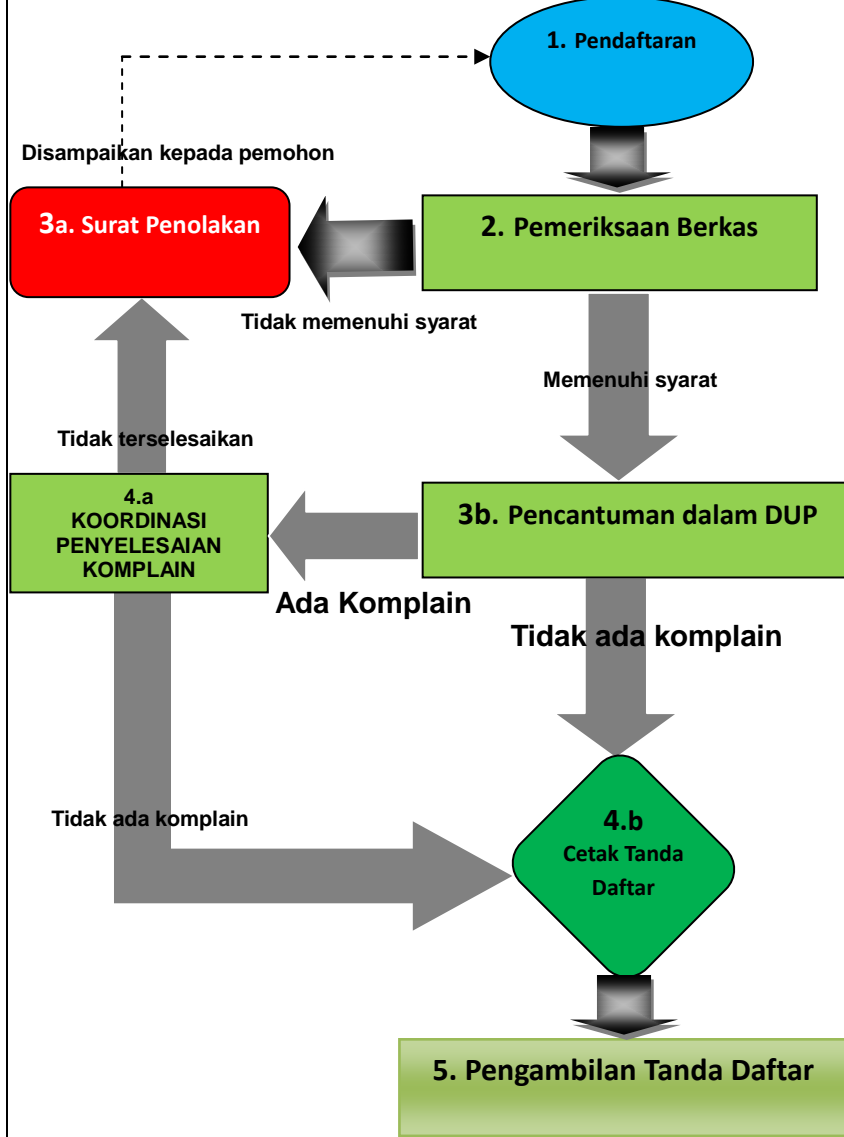 1. Pendaftaran
Disampaikan kepada pemohon
3a. Surat Penolakan
2. Pemeriksaan Berkas
Tidak memenuhi syarat
Memenuhi syarat
Tidak terselesaikan
4.a
KOORDINASI
PENYELESAIAN
KOMPLAIN
3b. Pencantuman dalam DUP
Ada Komplain
Tidak ada komplain
Tidak ada komplain
4.b
Cetak Tanda
Daftar
5. Pengambilan Tanda Daftar